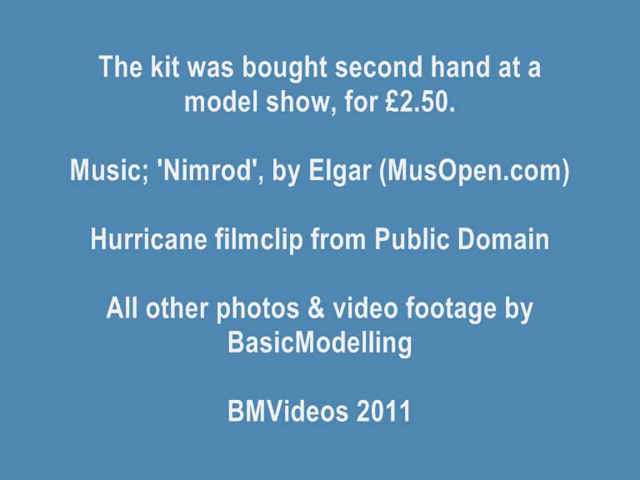 The kit was bought second hand at a
model show, for £2.50.
Music; 'Nimrod', by Elgar (MusOpen.com)
Hurricane filmclip from Public Domain
All other photos & video footage by
BasicModelling
BMVideos 2011